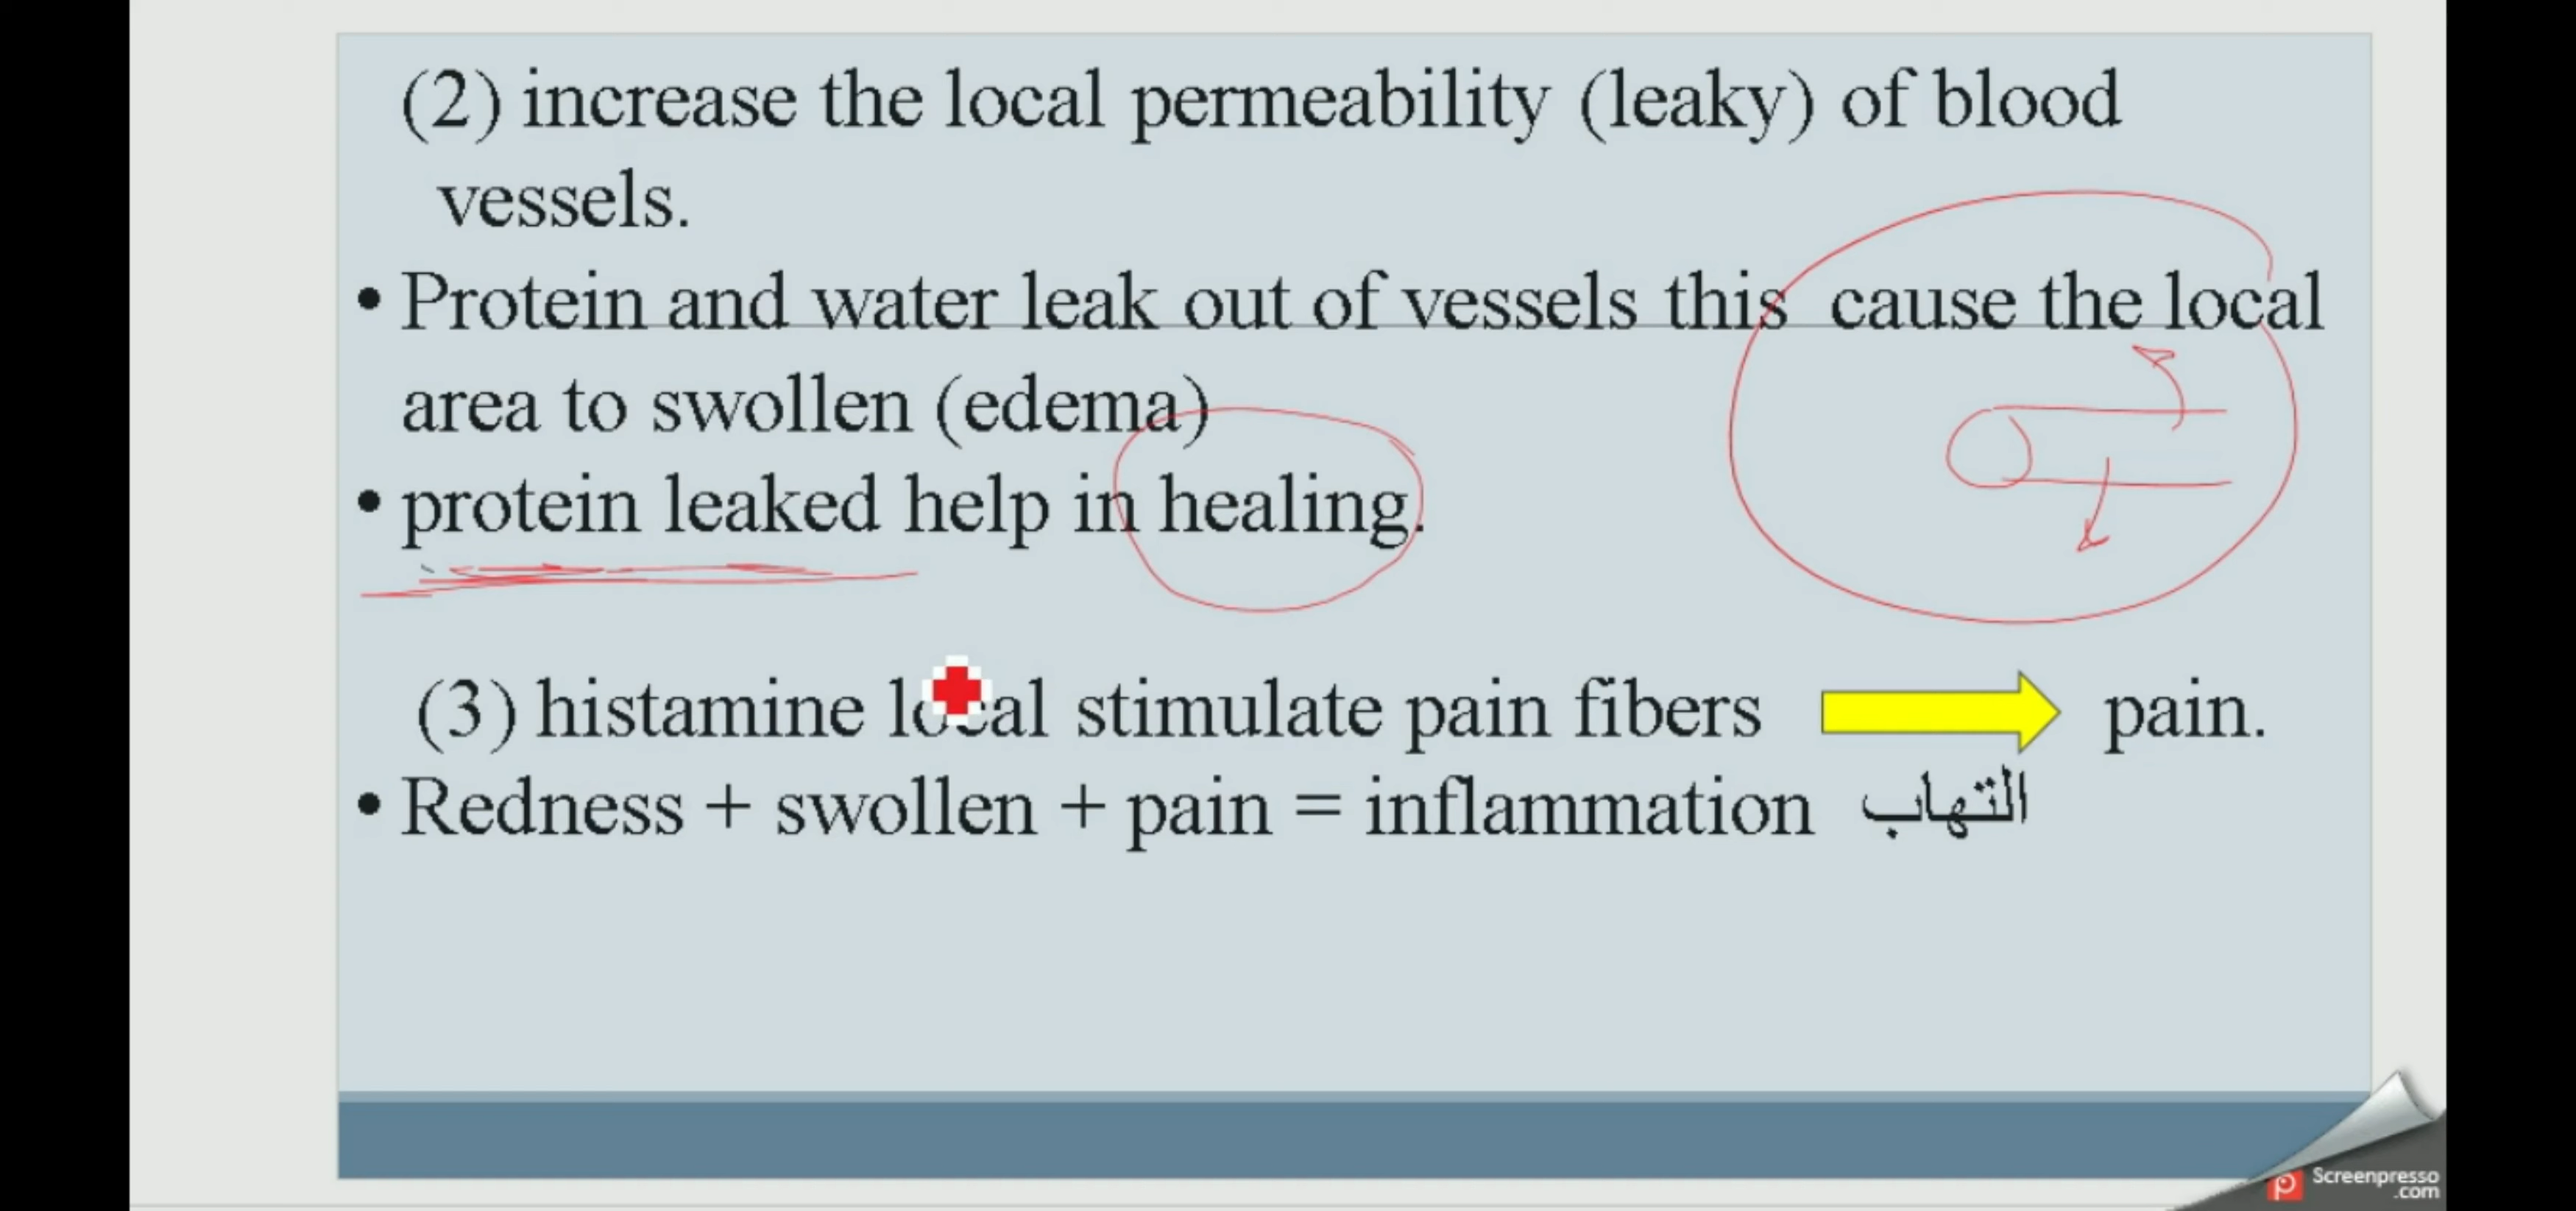 (2) increase the local permeability (leaky) of blood
vessels.
• Protein and water leak out of vessels this cause the local
area to swollen (edema)
• protein leaked help in healing.
(3) histamine local stimulate pain fibers pain.
• Redness + swollen + pain = inflammation التهاب
Screenpresso
.com